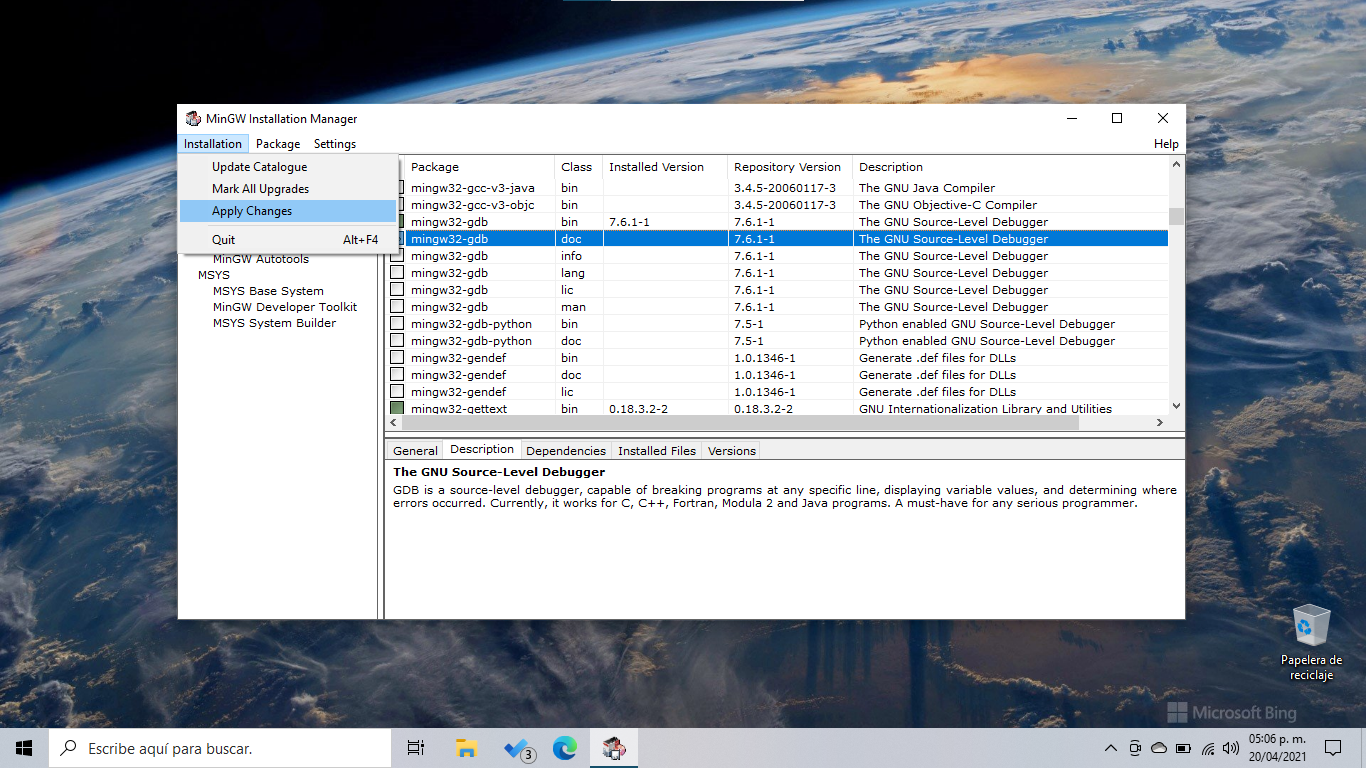 MinGW Installation Manager
Installation Package Settings Help
Update Catalogue
Mark All Upgrades
Apply Changes
Quit Alt+F4
MinGW Autotools
MSYS
MSYS Base System
MinGW Developer Toolkit
MSYS System Builder
Package Class Installed Version Repository Version Description
mingw32-gcc-v3-java bin 3.4.5-20060117-3 The GNU Java Compiler
mingw32-gcc-v3-objc bin 3.4.5-20060117-3 The GNU Objective-C Compiler
mingw32-gdb bin 7.6.1-1 7.6.1-1 The GNU Source-Level Debugger
mingw32-gdb doc 7.6.1-1 The GNU Source-Level Debugger
mingw32-gdb info 7.6.1-1 The GNU Source-Level Debugger
mingw32-gdb lang 7.6.1-1 The GNU Source-Level Debugger
mingw32-gdb lic 7.6.1-1 The GNU Source-Level Debugger
mingw32-gdb man 7.6.1-1 The GNU Source-Level Debugger
mingw32-gdb-python bin 7.5-1 Python enabled GNU Source-Level Debugger
mingw32-gdb-python doc 7.5-1 Python enabled GNU Source-Level Debugger
mingw32-gendef bin 1.0.1346-1 Generate .def files for DLLs
mingw32-gendef doc 1.0.1346-1 Generate .def files for DLLs
mingw32-gendef lic 1.0.1346-1 Generate .def files for DLLs
mingw32-gettext bin 0.18.3.2-2 0.18.3.2-2 GNU Internationalization Library and Utilities
General Description Dependencies Installed Files Versions
The GNU Source-Level Debugger
GDB is a source-level debugger, capable of breaking programs at any specific line, displaying variable values, and determining where
errors occurred. Currently, it works for C, C++, Fortran, Modula 2 and Java programs. A must-have for any serious programmer.
Papelera de
reciclaje
Microsoft Bing
Escribe aquí para buscar.
3
05:06 p. m.
20/04/2021